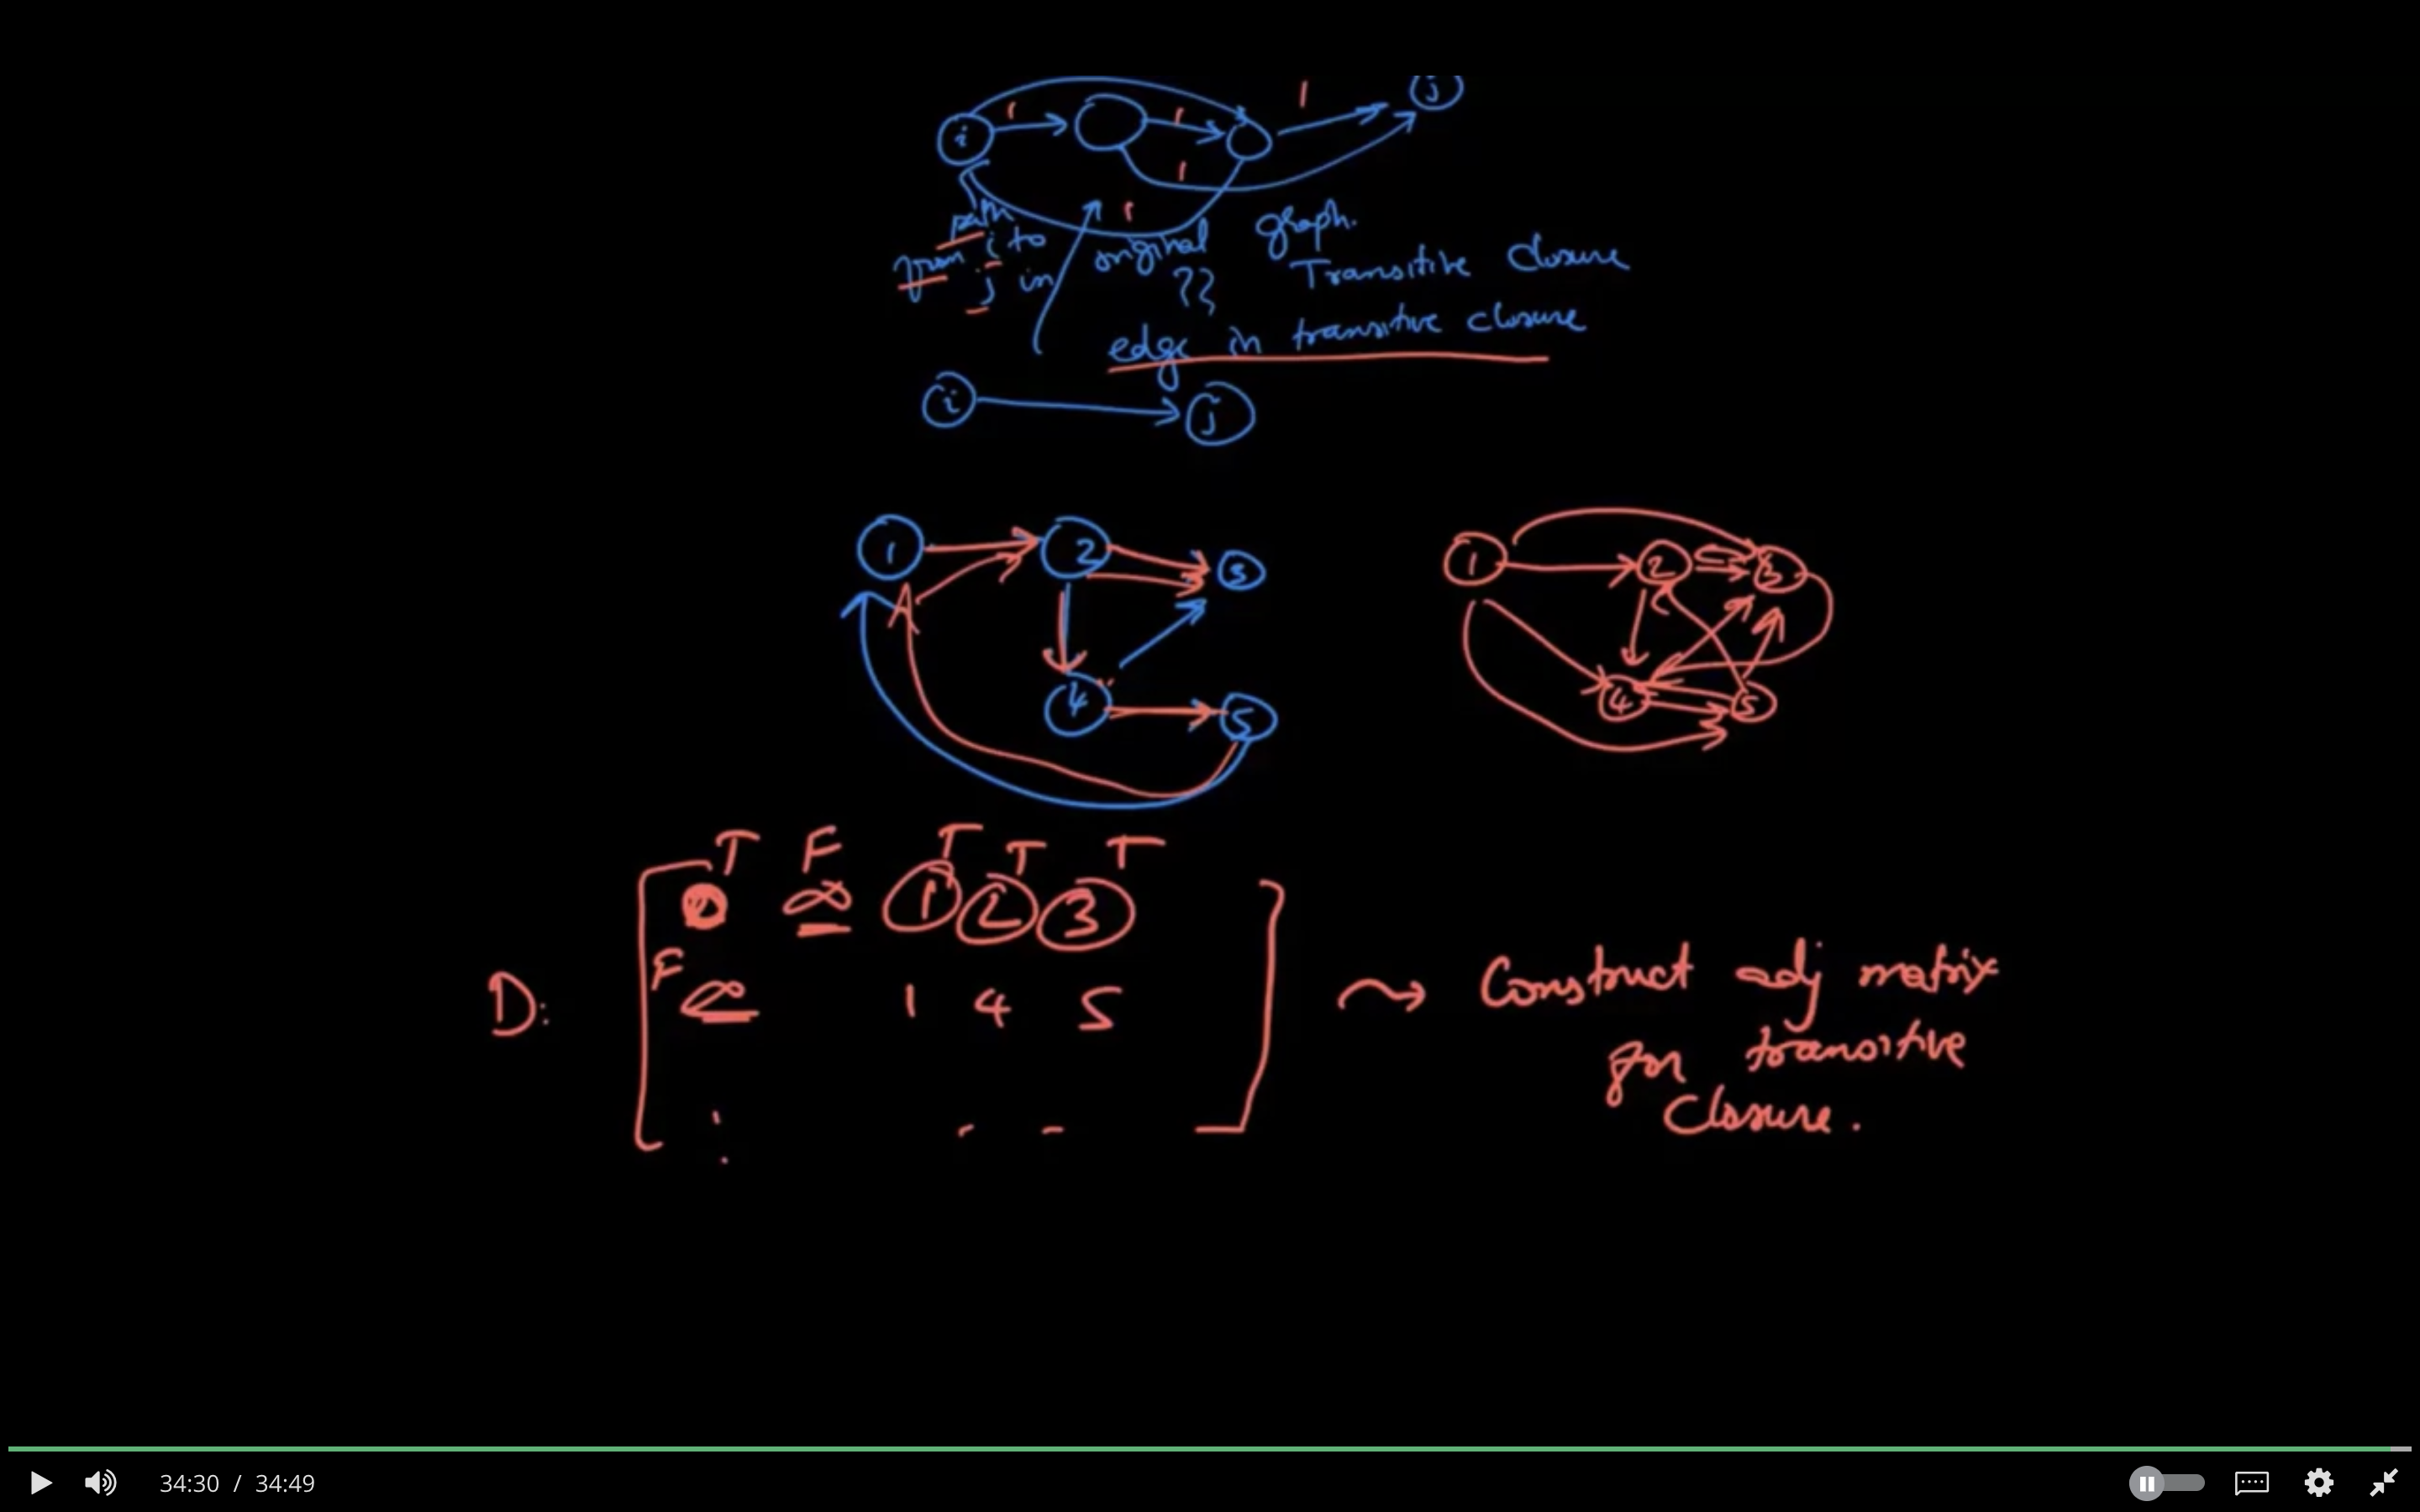 1 1 1 j
i
1
1
path
from i to
j in
original
graph.
??
Transitive Closure
edge in transitive closure
i j
1 2 3
4 5
1 2 3
4 5
T F T T T
0 ∞ 1 2 3
F
D: ∞ 1 4 5
Construct adj matrix
for transitive
Closure.
34:30 / 34:49